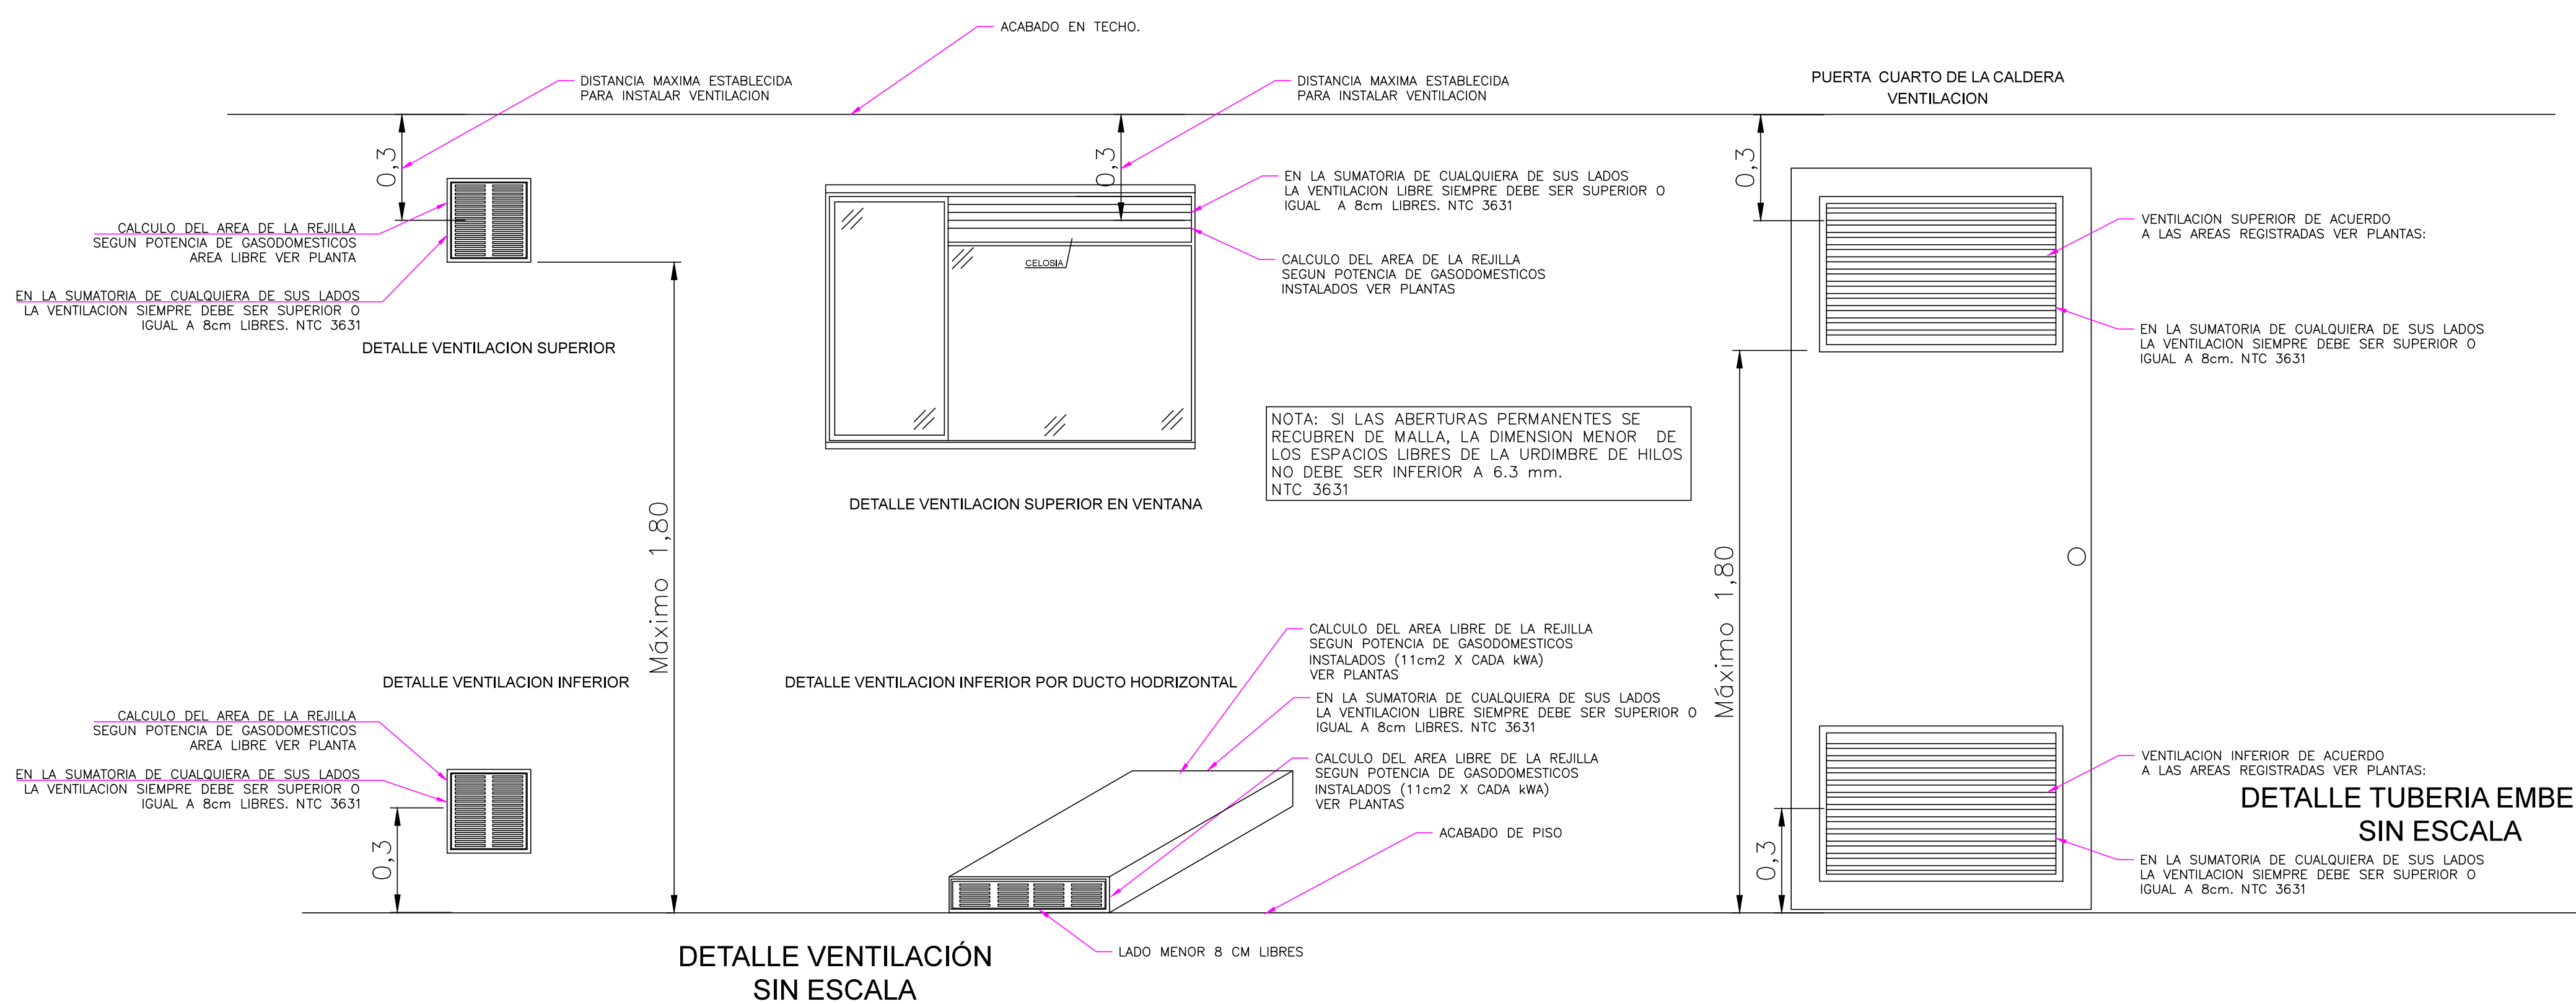 ACABADO EN TECHO.
DISTANCIA MAXIMA ESTABLECIDA
PARA INSTALAR VENTILACION
DISTANCIA MAXIMA ESTABLECIDA
PARA INSTALAR VENTILACION
PUERTA CUARTO DE LA CALDERA
VENTILACION
0,3
0,3
0,3
CALCULO DEL AREA DE LA REJILLA
SEGUN POTENCIA DE GASODOMESTICOS
AREA LIBRE VER PLANTA
EN LA SUMATORIA DE CUALQUIERA DE SUS LADOS
LA VENTILACION SIEMPRE DEBE SER SUPERIOR O
IGUAL A 8cm LIBRES. NTC 3631
DETALLE VENTILACION SUPERIOR
EN LA SUMATORIA DE CUALQUIERA DE SUS LADOS
LA VENTILACION LIBRE SIEMPRE DEBE SER SUPERIOR O
IGUAL A 8cm LIBRES. NTC 3631
CELOSIA
CALCULO DEL AREA DE LA REJILLA
SEGUN POTENCIA DE GASODOMESTICOS
INSTALADOS VER PLANTAS
VENTILACION SUPERIOR DE ACUERDO
A LAS AREAS REGISTRADAS VER PLANTAS:
EN LA SUMATORIA DE CUALQUIERA DE SUS LADOS
LA VENTILACION SIEMPRE DEBE SER SUPERIOR O
IGUAL A 8cm. NTC 3631
NOTA: SI LAS ABERTURAS PERMANENTES SE
RECUBREN DE MALLA, LA DIMENSION MENOR DE
LOS ESPACIOS LIBRES DE LA URDIMBRE DE HILOS
NO DEBE SER INFERIOR A 6.3 mm.
NTC 3631
DETALLE VENTILACION SUPERIOR EN VENTANA
Máximo 1,80
Máximo 1,80
DETALLE VENTILACION INFERIOR
CALCULO DEL AREA DE LA REJILLA
SEGUN POTENCIA DE GASODOMESTICOS
AREA LIBRE VER PLANTA
EN LA SUMATORIA DE CUALQUIERA DE SUS LADOS
LA VENTILACION SIEMPRE DEBE SER SUPERIOR O
IGUAL A 8cm LIBRES. NTC 3631
0,3
DETALLE VENTILACION INFERIOR POR DUCTO HODRIZONTAL
CALCULO DEL AREA LIBRE DE LA REJILLA
SEGUN POTENCIA DE GASODOMESTICOS
INSTALADOS (11cm2 X CADA kWA)
VER PLANTAS
EN LA SUMATORIA DE CUALQUIERA DE SUS LADOS
LA VENTILACION LIBRE SIEMPRE DEBE SER SUPERIOR O
IGUAL A 8cm LIBRES. NTC 3631
CALCULO DEL AREA LIBRE DE LA REJILLA
SEGUN POTENCIA DE GASODOMESTICOS
INSTALADOS (11cm2 X CADA kWA)
VER PLANTAS
ACABADO DE PISO
LADO MENOR 8 CM LIBRES
0,3
VENTILACION INFERIOR DE ACUERDO
A LAS AREAS REGISTRADAS VER PLANTAS:
DETALLE TUBERIA EMBE
SIN ESCALA
EN LA SUMATORIA DE CUALQUIERA DE SUS LADOS
LA VENTILACION SIEMPRE DEBE SER SUPERIOR O
IGUAL A 8cm. NTC 3631
DETALLE VENTILACIÓN
SIN ESCALA